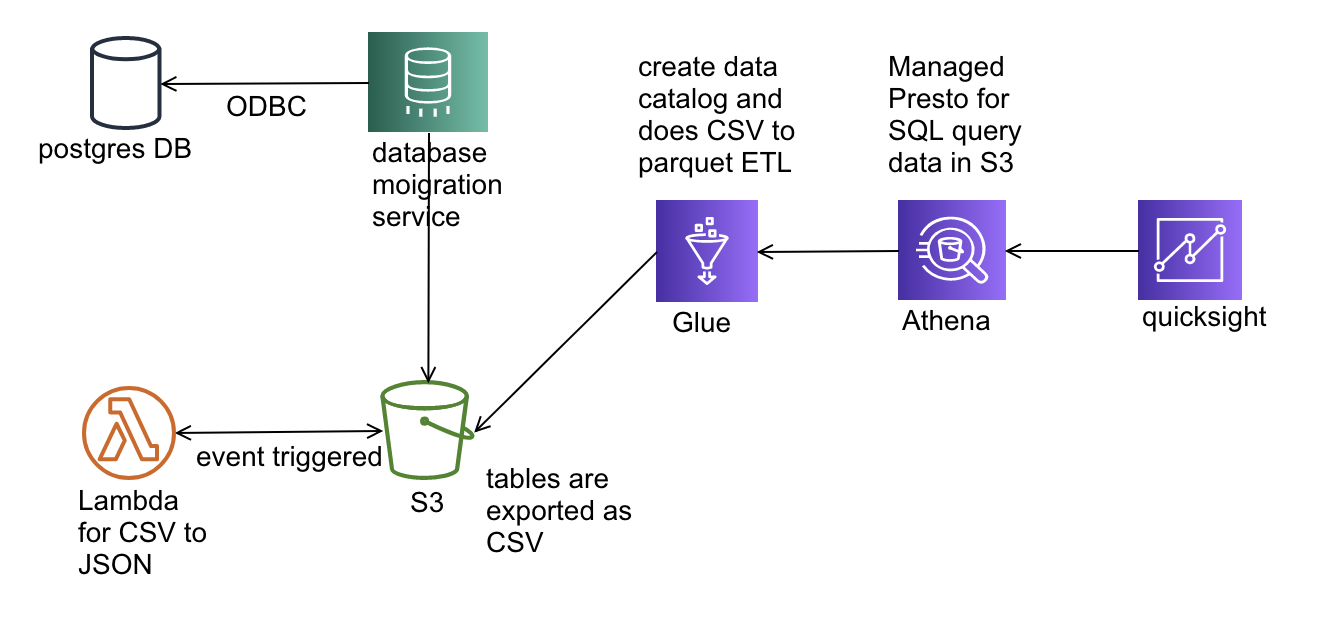 postgres DB
ODBC
database
moigration
service
create data
catalog and
does CSV to
parquet ETL
Managed
Presto for
SQL query
data in S3
Glue
Athena
quicksight
Lambda
for CSV to
JSON
event triggered
S3
tables are
exported as
CSV